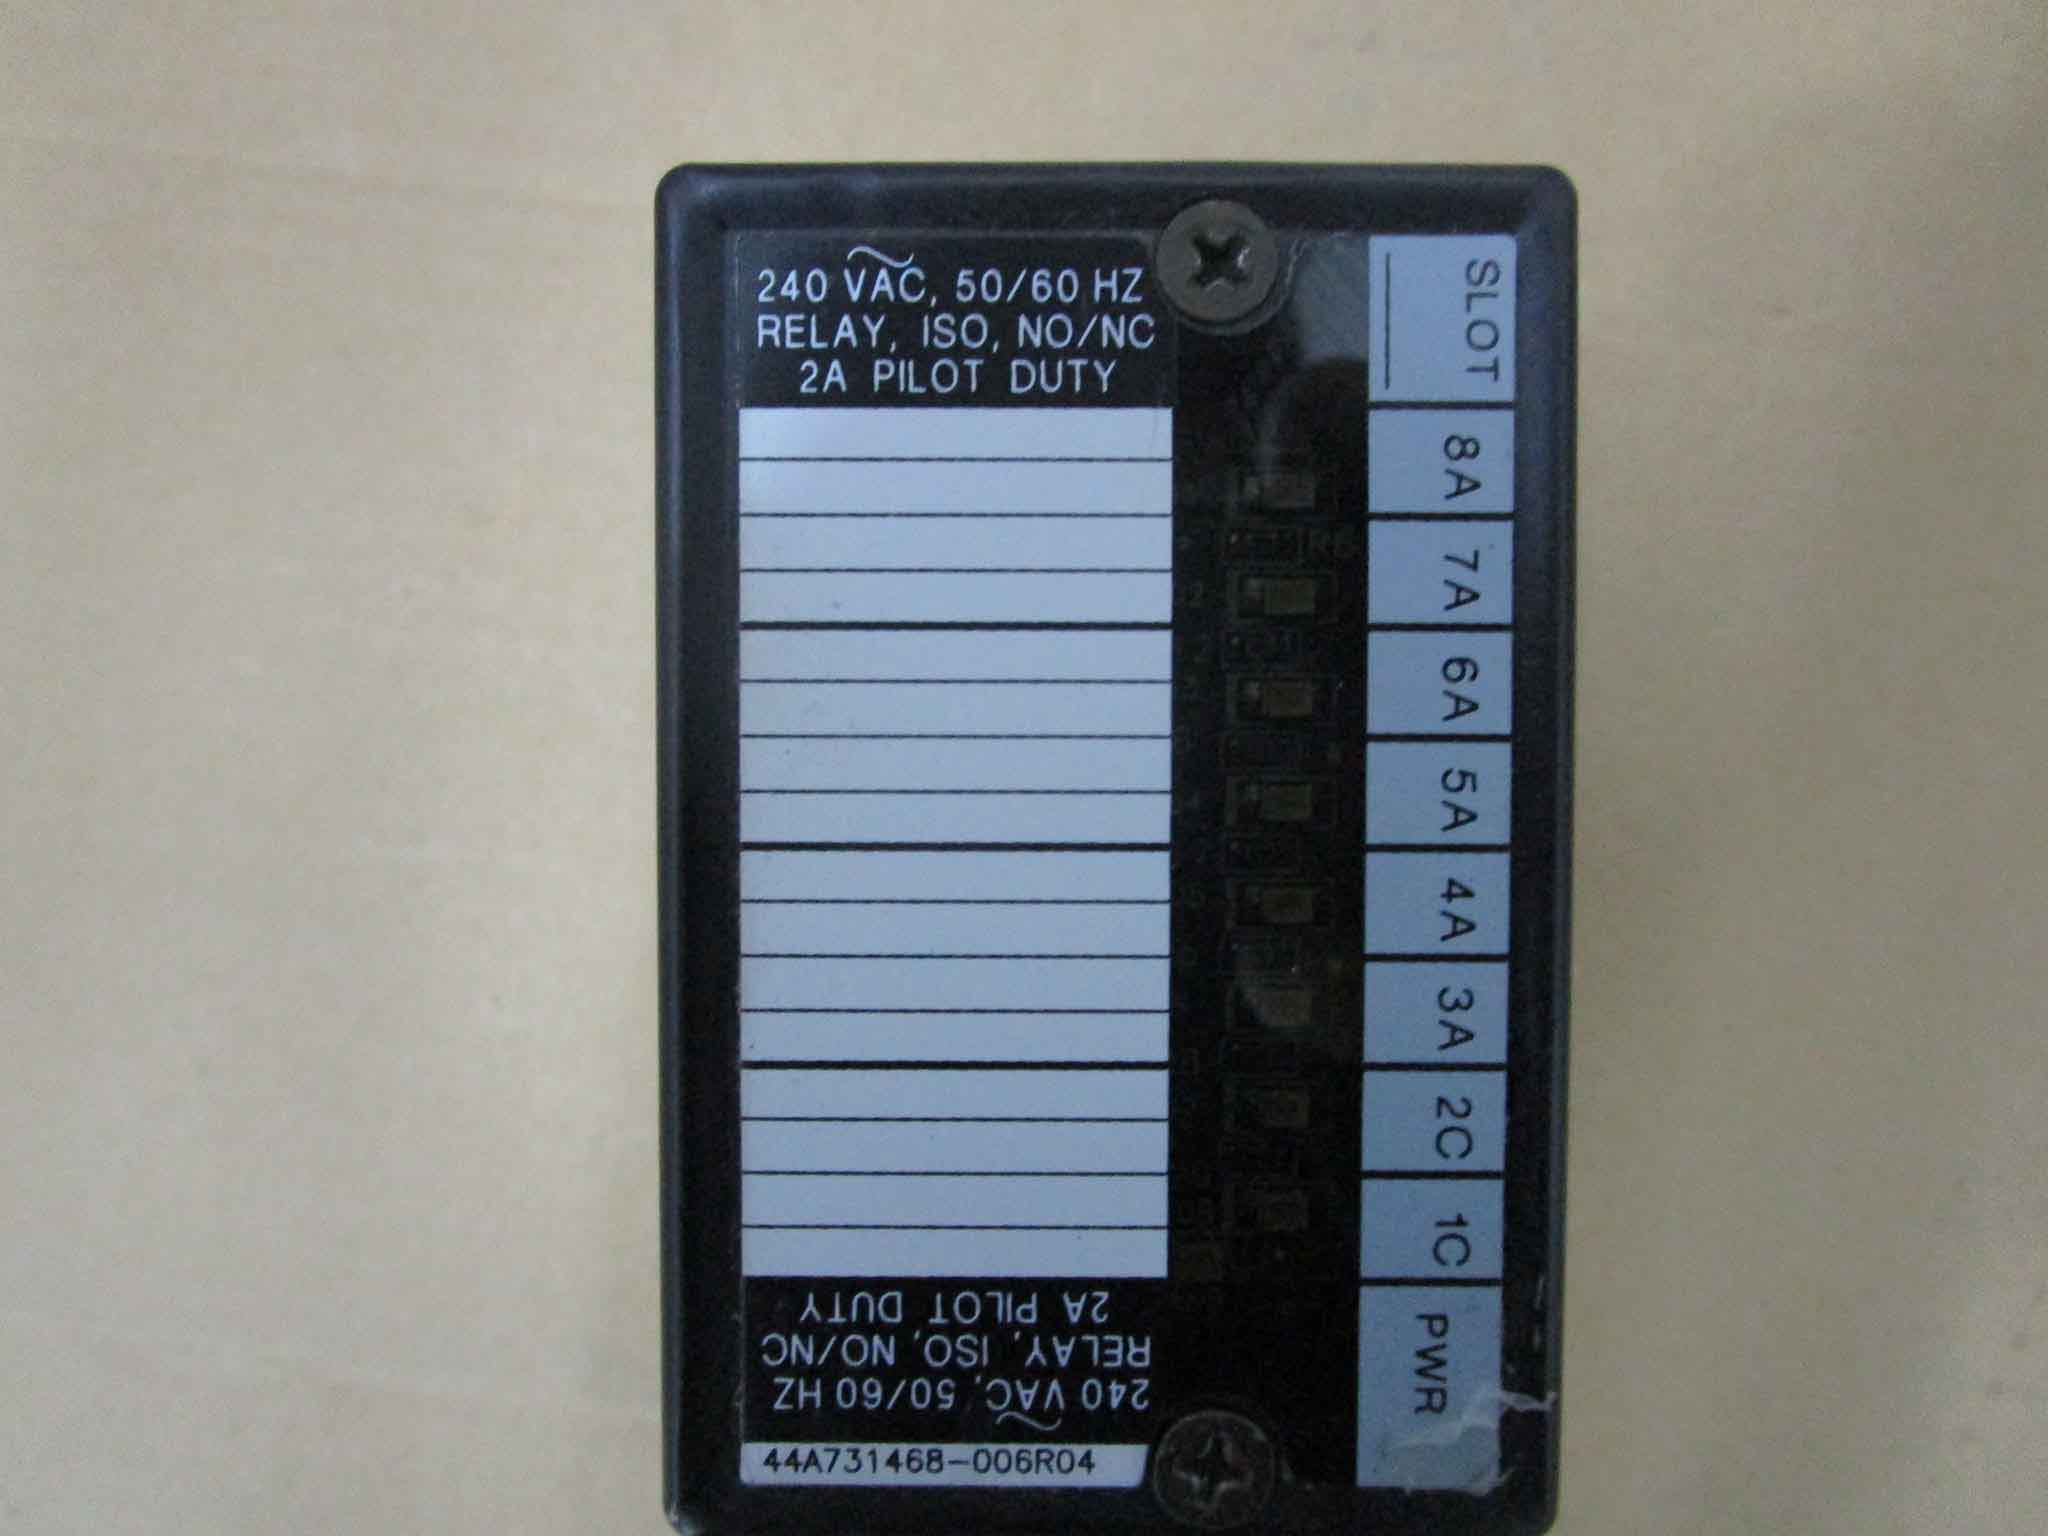 240 VAC, 50/60 HZ
RELAY, ISO, NO/NC
2A PILOT DUTY
SLOT
8A
7A
6A
5A
4A
3A
2C
1C
PWR
240 VAC, 50/60 HZ
RELAY, ISO, NO/NC
2A PILOT DUTY
44A731468-006R04